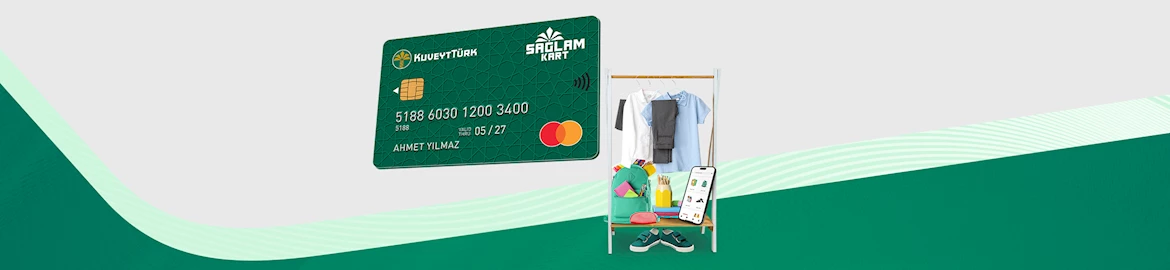 KUVEYTTÜRK
SAĞLAM
KART
5188 6030 1200 3400
5188
VALID
THRU
05 / 27
AHMET YILMAZ